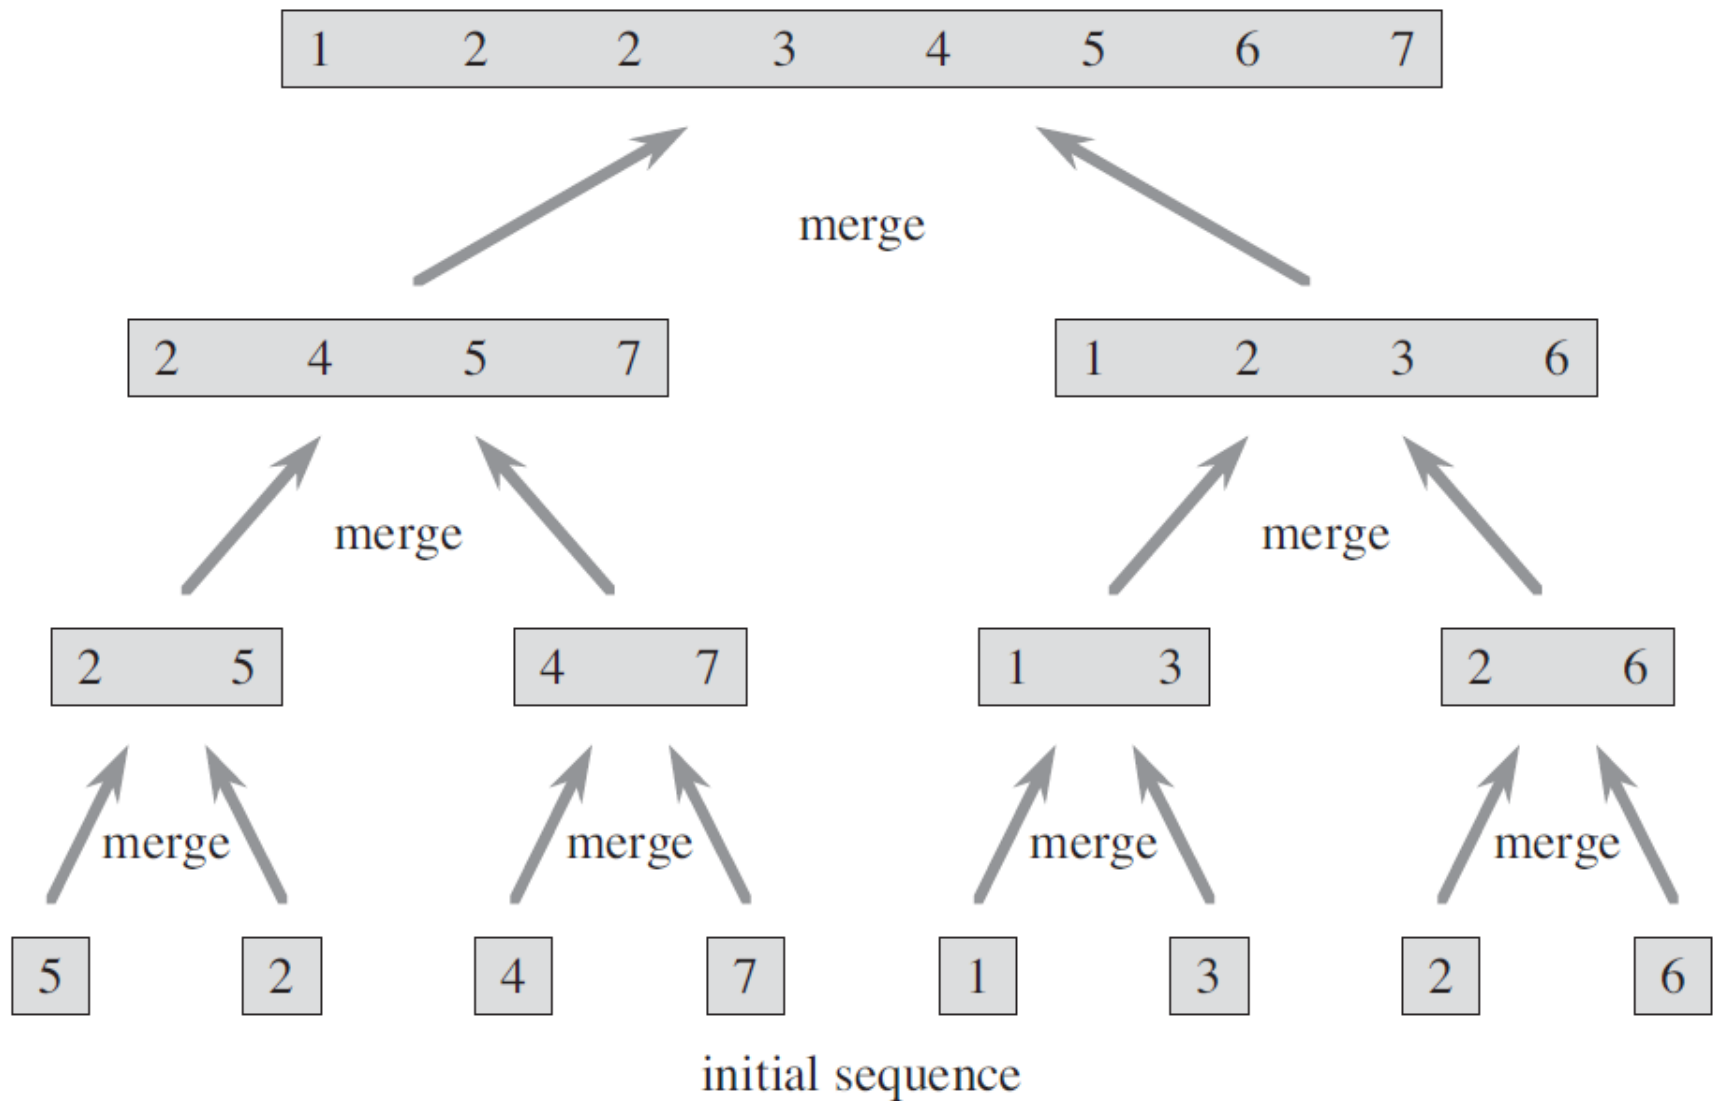 1 2 2 3 4 5 6 7
merge
2 4 5 7 1 2 3 6
merge merge
2 5 4 7 1 3 2 6
merge merge merge merge
5 2 4 7 1 3 2 6
initial sequence